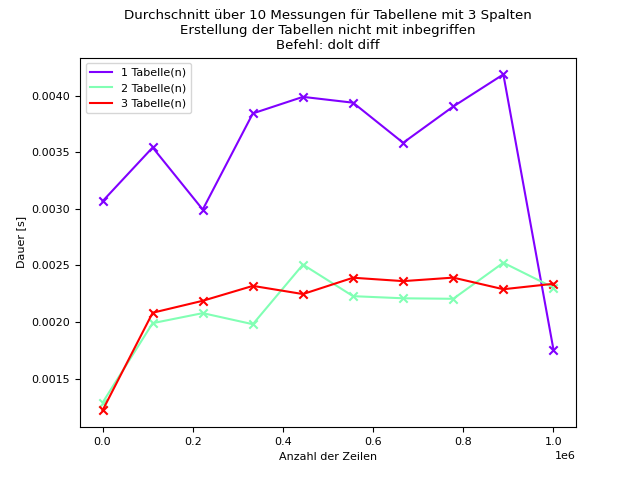 Durchschnitt über 10 Messungen für Tabellene mit 3 Spalten
Erstellung der Tabellen nicht mit inbegriffen
Befehl: dolt diff
1 Tabelle(n)
2 Tabelle(n)
3 Tabelle(n)
Dauer [s]
0.0040
0.0035
0.0030
0.0025
0.0020
0.0015
0.0
0.2
0.4
0.6
0.8
1.0
1e6
Anzahl der Zeilen